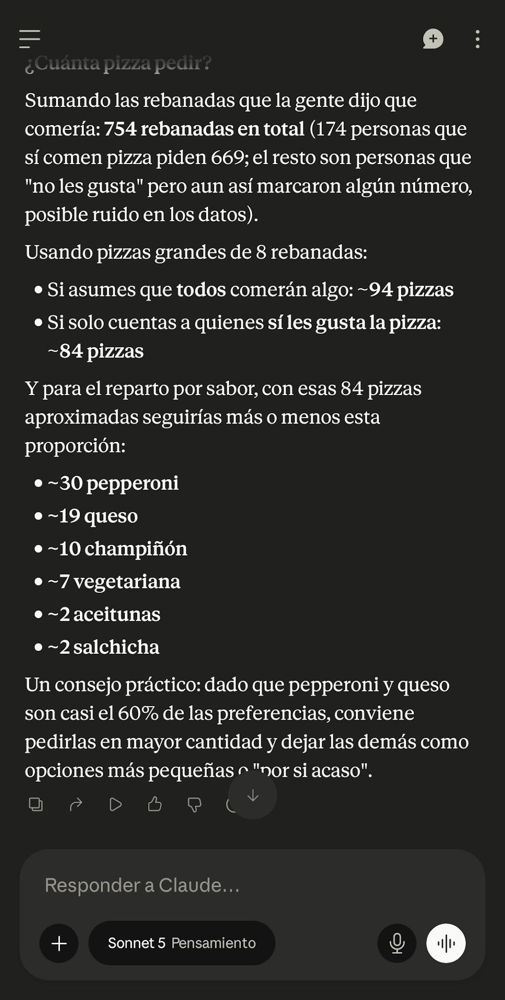 ¿Cuánta pizza pedir?
Sumando las rebanadas que la gente dijo que
comería: 754 rebanadas en total (174 personas que
sí comen pizza piden 669; el resto son personas que
"no les gusta" pero aun así marcaron algún número,
posible ruido en los datos).
Usando pizzas grandes de 8 rebanadas:
• Si asumes que todos comerán algo: ~94 pizzas
• Si solo cuentas a quienes sí les gusta la pizza:
~84 pizzas
Y para el reparto por sabor, con esas 84 pizzas
aproximadas seguirías más o menos esta
proporción:
• ~30 pepperoni
• ~19 queso
• ~10 champiñón
• ~7 vegetariana
• ~2 aceitunas
• ~2 salchicha
Un consejo práctico: dado que pepperoni y queso
son casi el 60% de las preferencias, conviene
pedirlas en mayor cantidad y dejar las demás como
opciones más pequeñas o "por si acaso".
Responder a Claude...
Sonnet 5 Pensamiento